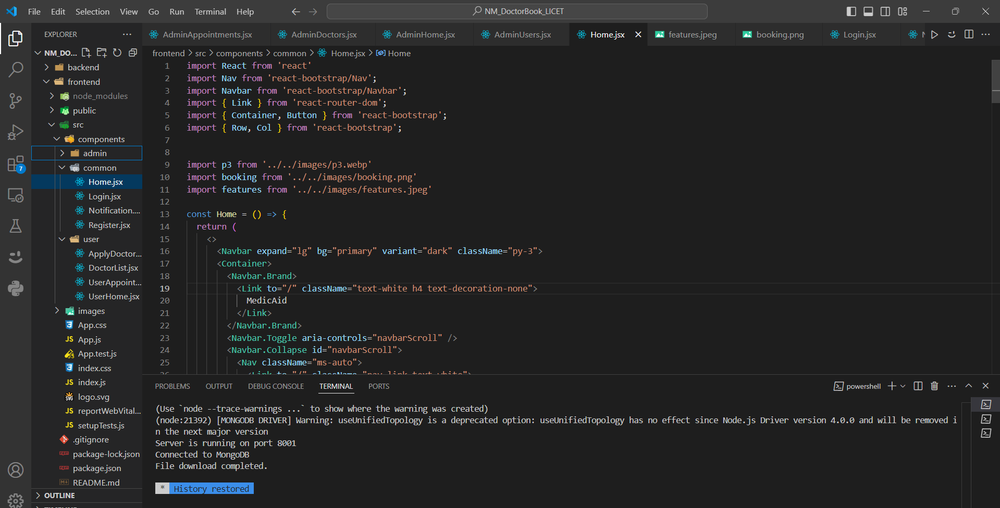 File Edit Selection View Go Run Terminal Help NM_DoctorBook_LICET
EXPLORER
NM_DO...
backend
frontend
node_modules
public
src
components
admin
common
Home.jsx
Login.jsx
Notification....
Register.jsx
user
ApplyDoctor...
DoctorList.jsx
UserAppoint...
UserHome.jsx
images
App.css
JS App.js
App.test.js
index.css
JS index.js
logo.svg
JS reportWebVital...
JS setupTests.js
.gitignore
package-lock.json
package.json
README.md
OUTLINE
7
AdminAppointments.jsx AdminDoctors.jsx AdminHome.jsx AdminUsers.jsx Home.jsx features.jpeg booking.png Login.jsx
frontend > src > components > common > Home.jsx > Home
1 import React from 'react'
2 import Nav from 'react-bootstrap/Nav';
3 import Navbar from 'react-bootstrap/Navbar';
4 import { Link } from 'react-router-dom';
5 import { Container, Button } from 'react-bootstrap';
6 import { Row, Col } from 'react-bootstrap';
7
8
9 import p3 from '../../images/p3.webp'
10 import booking from '../../images/booking.png'
11 import features from '../../images/features.jpeg'
12
13 const Home = () => {
14 return (
15 <>
16 <Navbar expand="lg" bg="primary" variant="dark" className="py-3">
17 <Container>
18 <Navbar.Brand>
19 <Link to="/" className="text-white h4 text-decoration-none">
20 MedicAid
21 </Link>
22 </Navbar.Brand>
23 <Navbar.Toggle aria-controls="navbarScroll" />
24 <Navbar.Collapse id="navbarScroll">
25 <Nav className="ms-auto">
26 <Link to="/" className="nav-link text-white">
PROBLEMS OUTPUT DEBUG CONSOLE TERMINAL PORTS powershell
(Use `node --trace-warnings ...` to show where the warning was created)
(node:21392) [MONGODB DRIVER] Warning: useUnifiedTopology is a deprecated option: useUnifiedTopology has no effect since Node.js Driver version 4.0.0 and will be removed i
n the next major version
Server is running on port 8001
Connected to MongoDB
File download completed.
* History restored